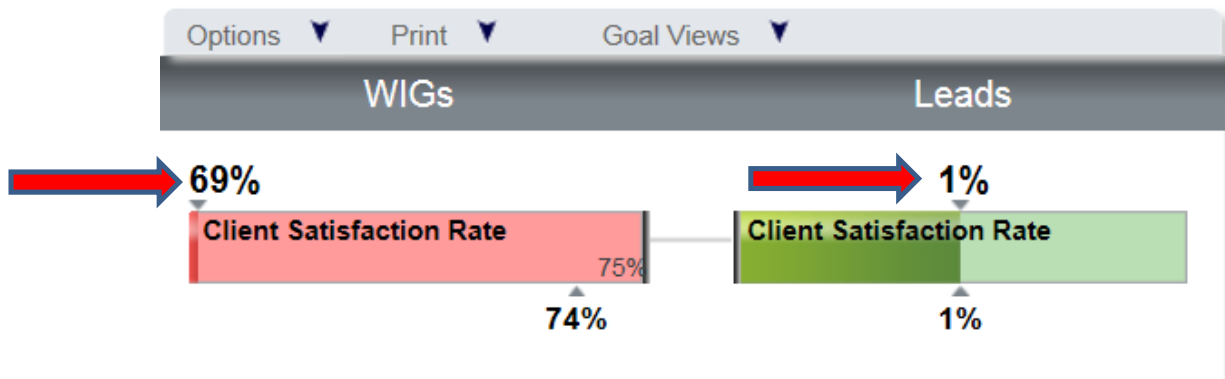 Options Print Goal Views
WIGs Leads
69% 1%
Client Satisfaction Rate Client Satisfaction Rate
75%
74% 1%